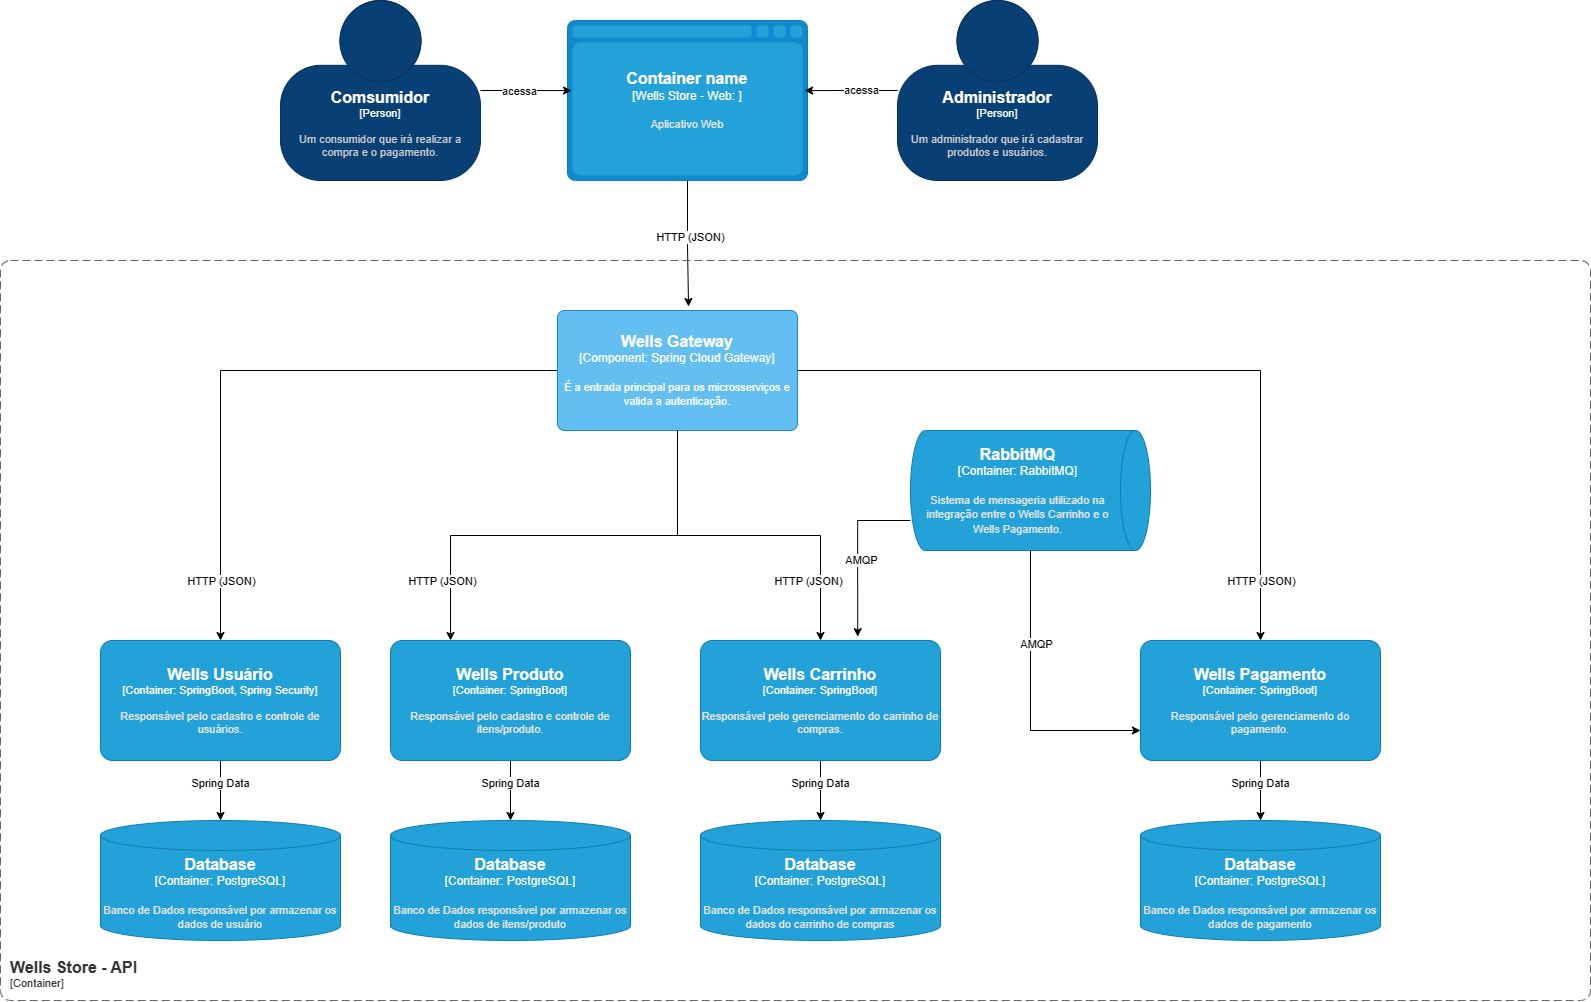 Comsumidor
[Person]
Um consumidor que irá realizar a
compra e o pagamento.
acessa
Container name
[Wells Store - Web: ]
Aplicativo Web
acessa
Administrador
[Person]
Um administrador que irá cadastrar
produtos e usuários.
HTTP (JSON)
Wells Gateway
[Component: Spring Cloud Gateway]
É a entrada principal para os microsserviços e
valida a autenticação.
RabbitMQ
[Container: RabbitMQ]
Sistema de mensageria utilizado na
integração entre o Wells Carrinho e o
Wells Pagamento.
AMQP
HTTP (JSON)
HTTP (JSON)
HTTP (JSON)
HTTP (JSON)
AMQP
Wells Usuário
[Container: SpringBoot, Spring Security]
Responsável pelo cadastro e controle de
usuários.
Wells Produto
[Container: SpringBoot]
Responsável pelo cadastro e controle de
itens/produto.
Wells Carrinho
[Container: SpringBoot]
Responsável pelo gerenciamento do carrinho de
compras.
Wells Pagamento
[Container: SpringBoot]
Responsável pelo gerenciamento do
pagamento.
Spring Data
Spring Data
Spring Data
Spring Data
Database
[Container: PostgreSQL]
Banco de Dados responsável por armazenar os
dados de usuário
Database
[Container: PostgreSQL]
Banco de Dados responsável por armazenar os
dados de itens/produto
Database
[Container: PostgreSQL]
Banco de Dados responsável por armazenar os
dados do carrinho de compras
Database
[Container: PostgreSQL]
Banco de Dados responsável por armazenar os
dados de pagamento
Wells Store - API
[Container]